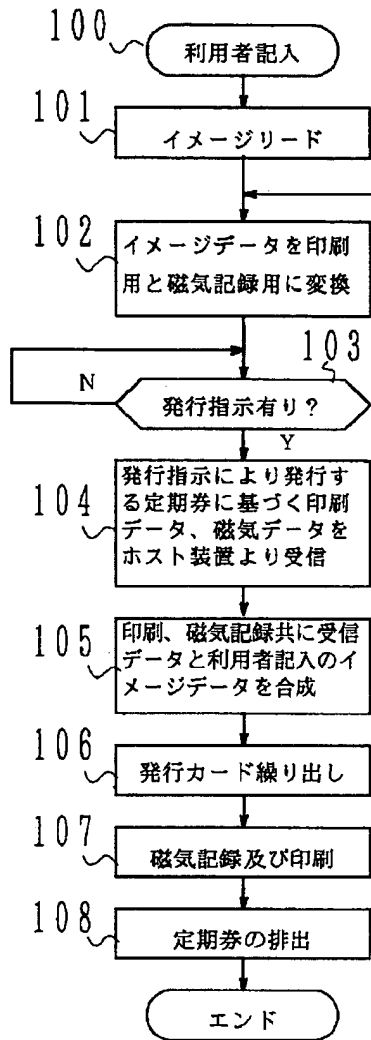 100
利用者記入
101
イメージリード
102
イメージデータを印刷
用と磁気記録用に変換
103
N
発行指示有り?
Y
104
発行指示により発行す
る定期券に基づく印刷
データ、磁気データを
ホスト装置より受信
105
印刷、磁気記録共に受信
データと利用者記入のイ
メージデータを合成
106
発行カード繰り出し
107
磁気記録及び印刷
108
定期券の排出
エンド